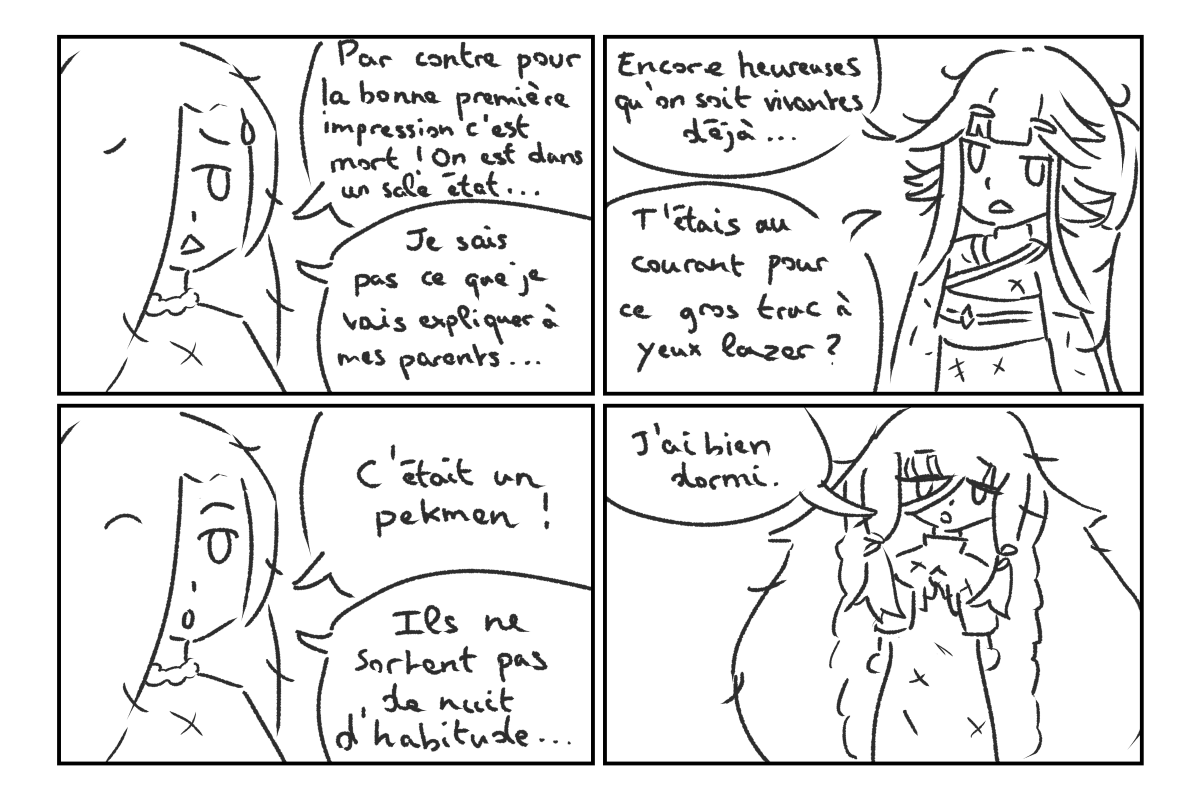 Par contre pour
la bonne première
impression c'est
mort ! On est dans
un sale état...
Je sais
pas ce que je
vais expliquer à
mes parents...
Encore heureuses
qu'on soit vivantes
déjà...
T'étais au
courant pour
ce gros truc à
yeux lazer ?
C'était un
pekmen !
Ils ne
sortent pas
de nuit
d'habitude...
J'ai bien
dormi.